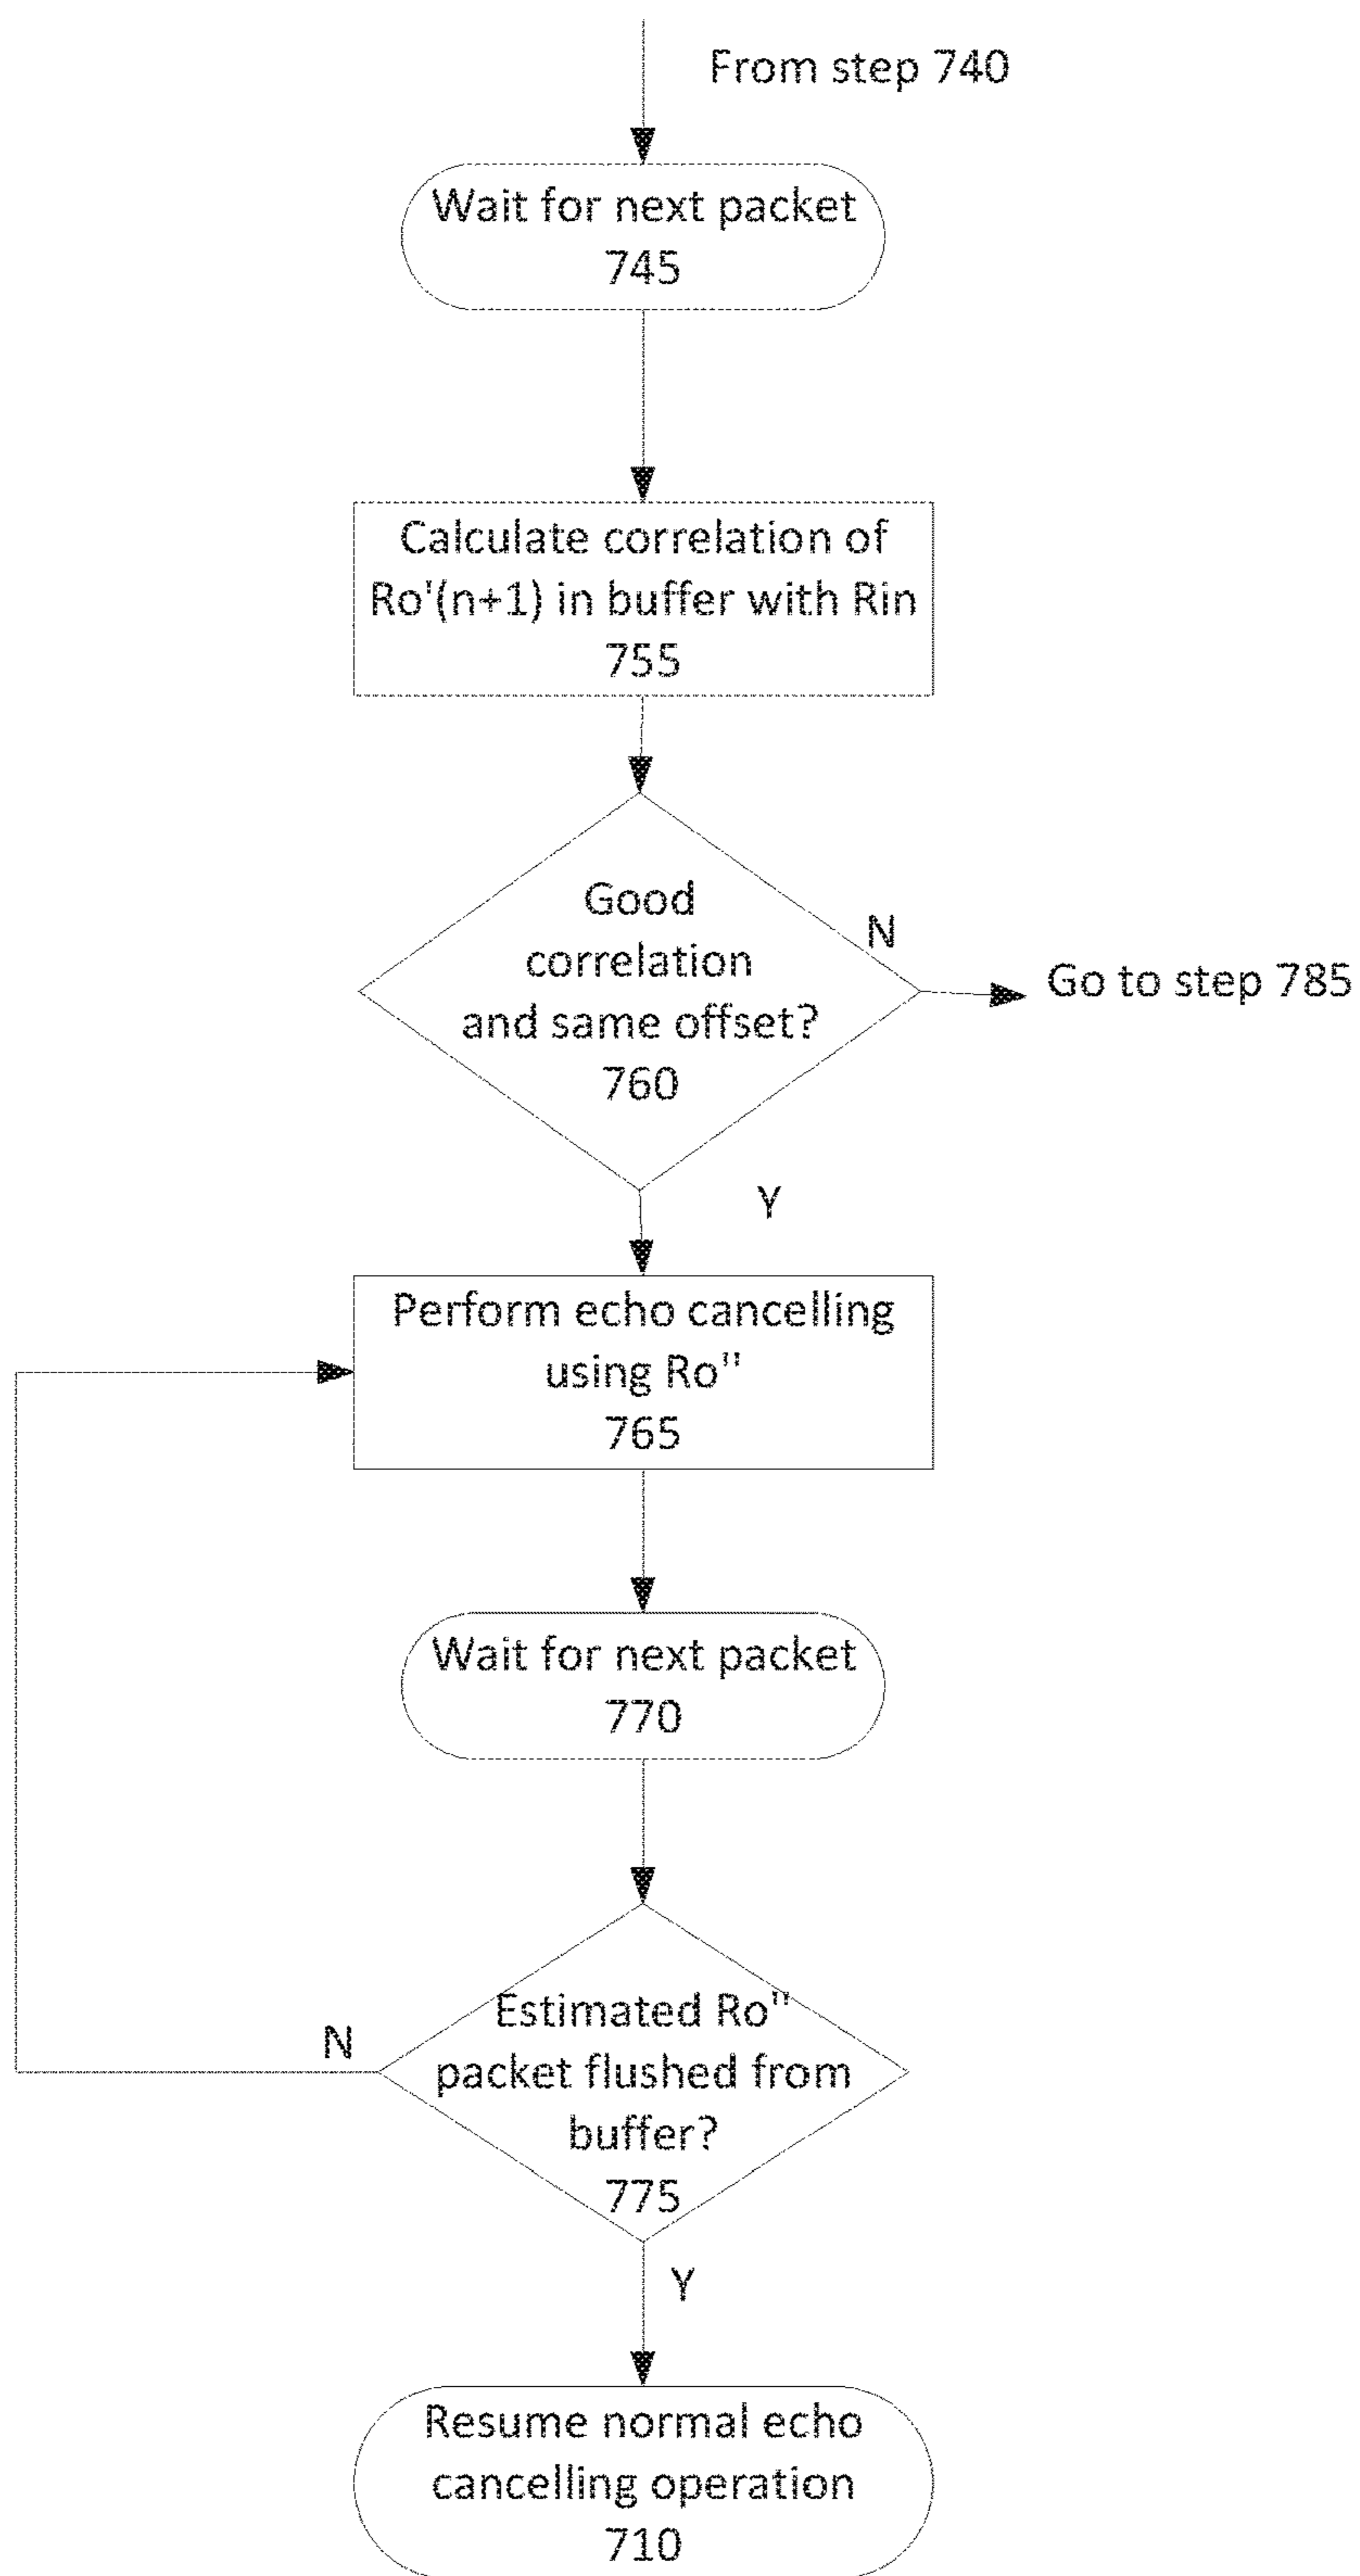 From step 740
Wait for next packet
745
Calculate correlation of
Ro'(n+1) in buffer with Rin
755
Good
correlation
and same offset?
760
N
Go to step 785
Y
Perform echo cancelling
using Ro"
765
Wait for next packet
770
Estimated Ro"
packet flushed from
buffer?
775
N
Y
Resume normal echo
cancelling operation
710